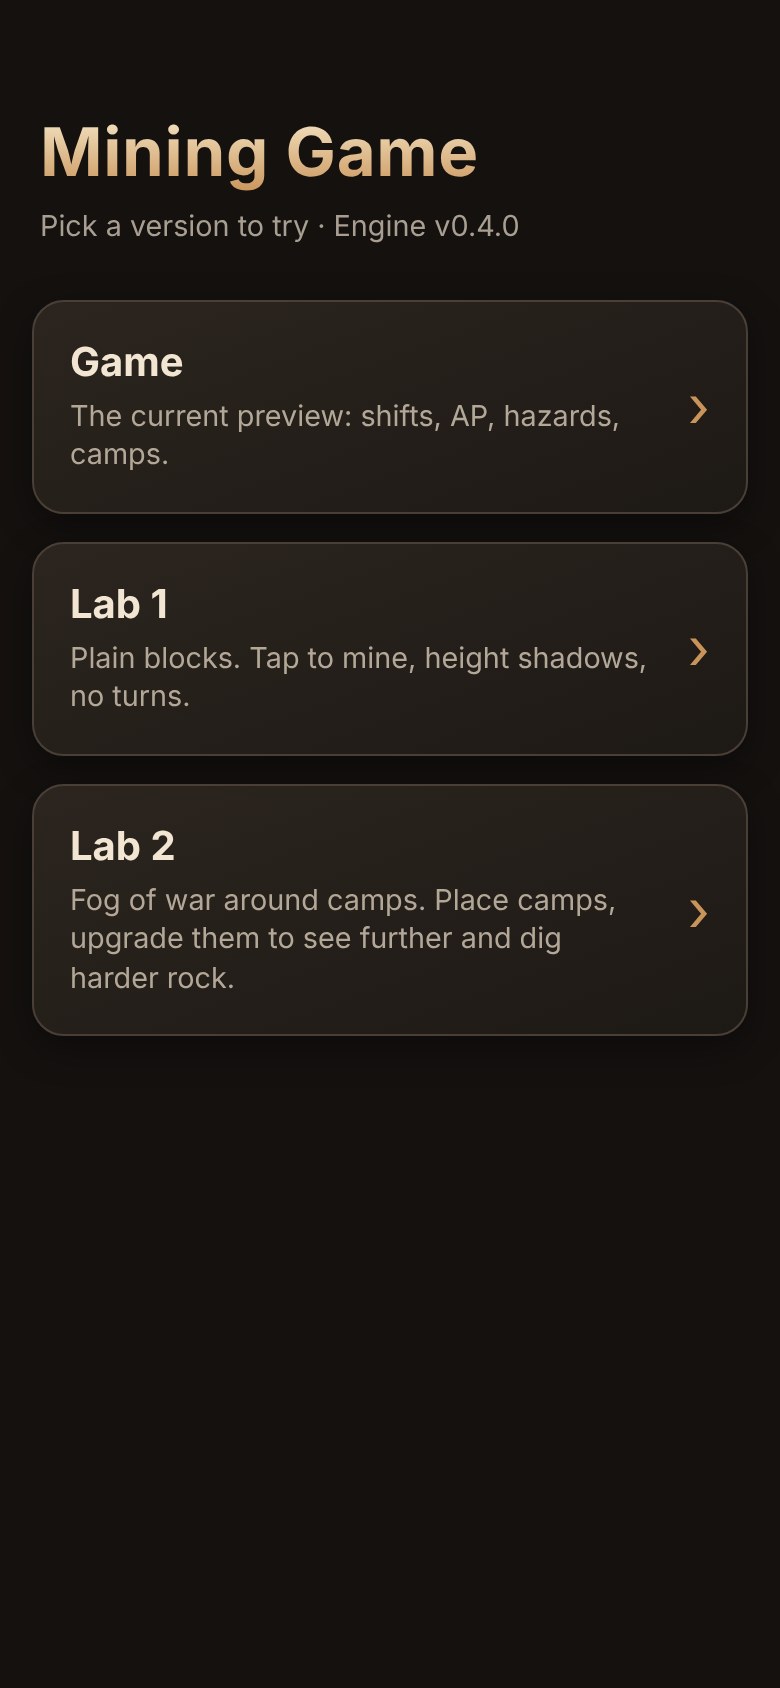 Mining Game
Pick a version to try · Engine v0.4.0
Game
The current preview: shifts, AP, hazards,
camps.
Lab 1
Plain blocks. Tap to mine, height shadows,
no turns.
Lab 2
Fog of war around camps. Place camps,
upgrade them to see further and dig
harder rock.